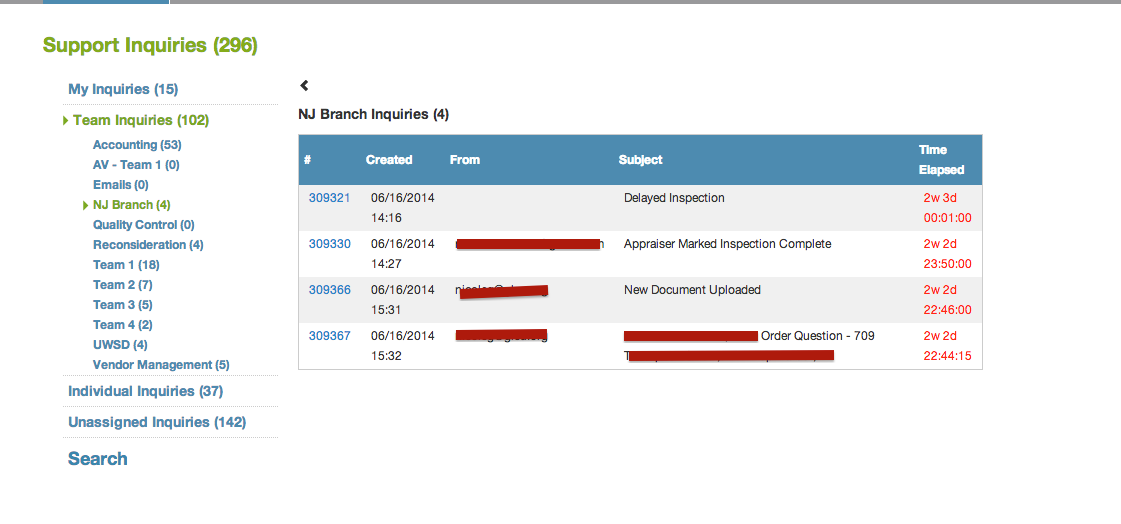 Support Inquiries (296)
My Inquiries (15)
Team Inquiries (102)
Accounting (53)
AV - Team 1 (0)
Emails (0)
NJ Branch (4)
Quality Control (0)
Reconsideration (4)
Team 1 (18)
Team 2 (7)
Team 3 (5)
Team 4 (2)
UWSD (4)
Vendor Management (5)
Individual Inquiries (37)
Unassigned Inquiries (142)
Search
NJ Branch Inquiries (4)
# Created From Subject Time
Elapsed
309321 06/16/2014 Delayed Inspection 2w 3d
14:16 00:01:00
309330 06/16/2014 Appraiser Marked Inspection Complete 2w 2d
14:27 23:50:00
309366 06/16/2014 New Document Uploaded 2w 2d
15:31 22:46:00
309367 06/16/2014 Order Question - 709 2w 2d
15:32 22:44:15